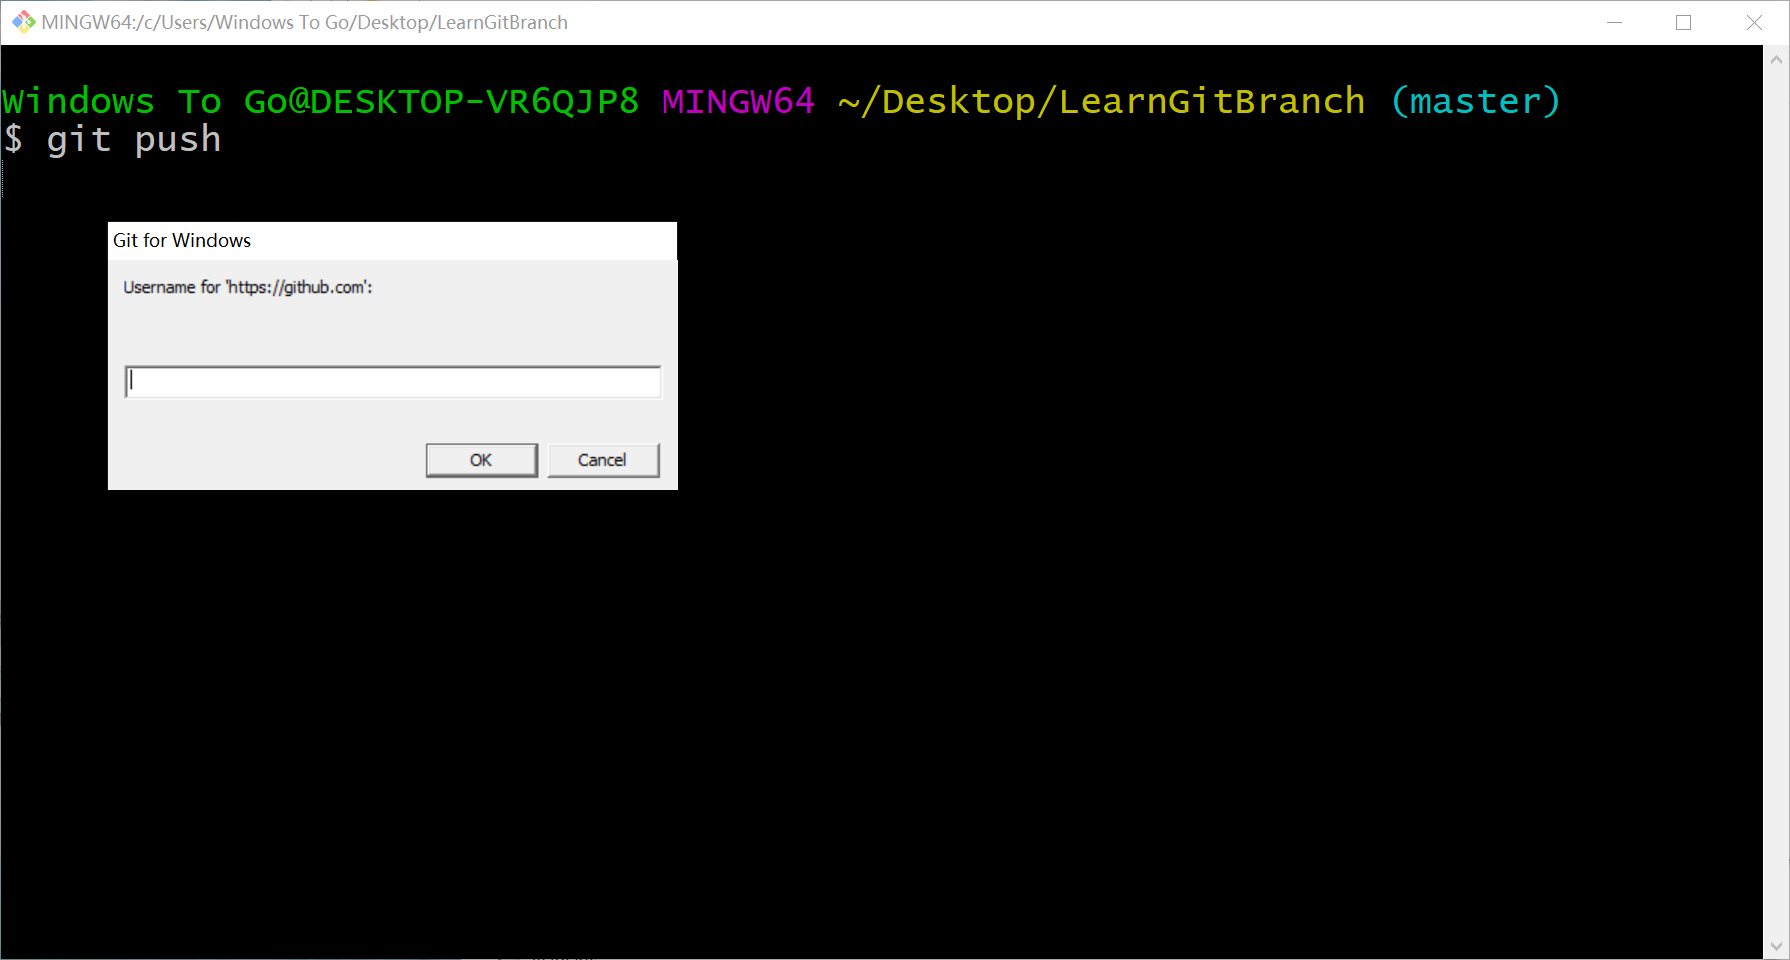 MINGW64:/c/Users/Windows To Go/Desktop/LearnGitBranch
Windows To Go@DESKTOP-VR6QJP8 MINGW64 ~/Desktop/LearnGitBranch (master)
$ git push
Git for Windows
Username for 'https://github.com':
OK Cancel